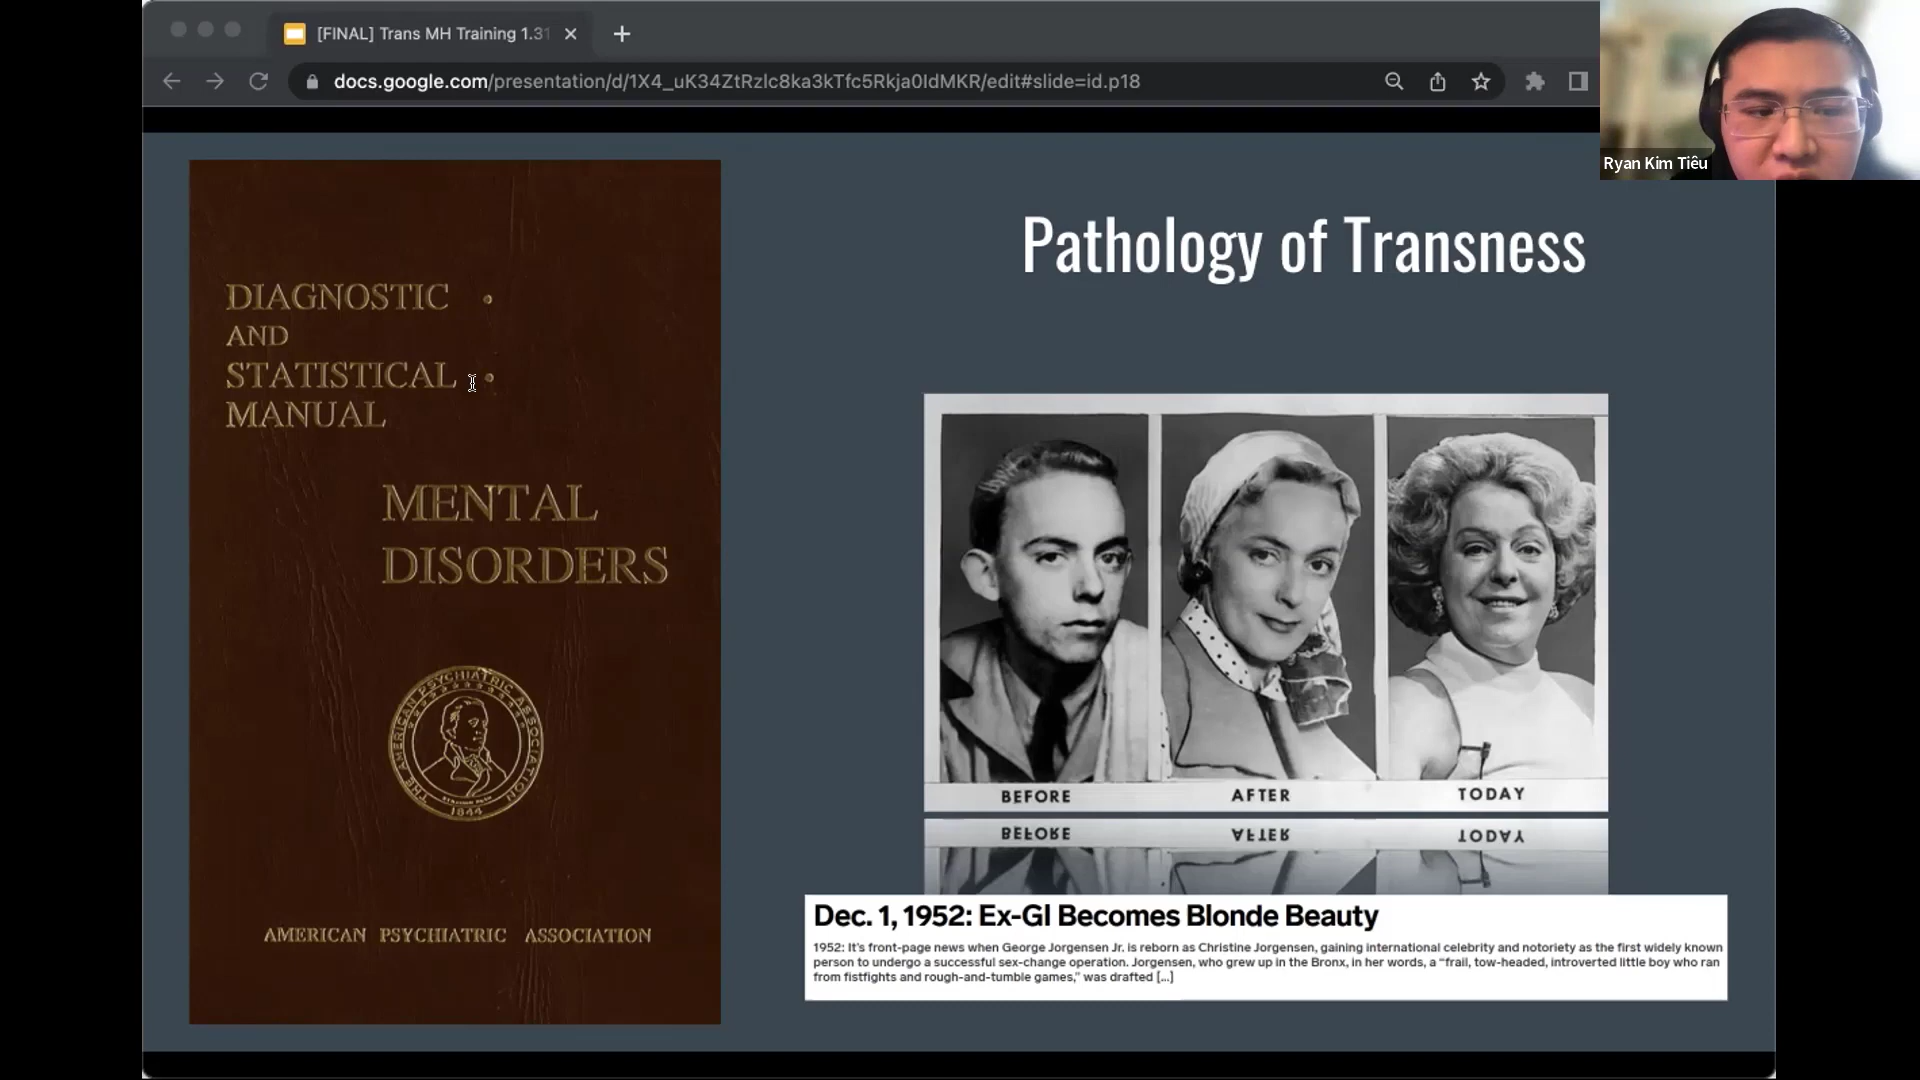 [FINAL] Trans MH Training 1.31
docs.google.com/presentation/d/1X4_uK34ZtRzlc8ka3kTfc5Rkja0IdMKR/edit#slide=id.p18
Ryan Kim Tiêu
Pathology of Transness
DIAGNOSTIC
AND
STATISTICAL
MANUAL
MENTAL
DISORDERS
THE AMERICAN PSYCHIATRIC ASSOCIATION
1844
AMERICAN PSYCHIATRIC ASSOCIATION
BEFORE AFTER TODAY
BEFORE AFTER TODAY
Dec. 1, 1952: Ex-GI Becomes Blonde Beauty
1952: It's front-page news when George Jorgensen Jr. is reborn as Christine Jorgensen, gaining international celebrity and notoriety as the first widely known
person to undergo a successful sex-change operation. Jorgensen, who grew up in the Bronx, in her words, a “frail, tow-headed, introverted little boy who ran
from fistfights and rough-and-tumble games,” was drafted [...]